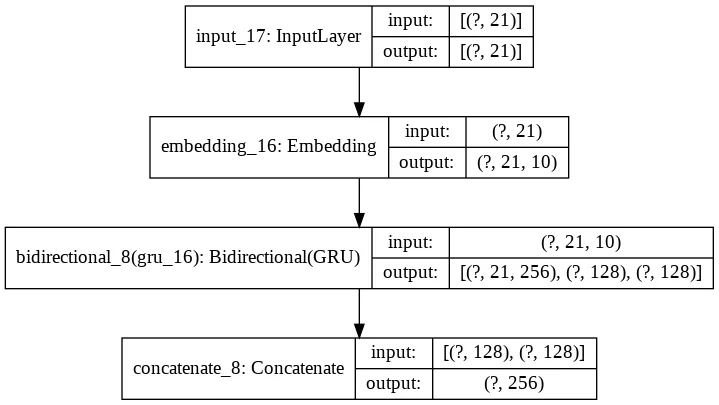 input_17: InputLayer
input:
[(?, 21)]
output:
[(?, 21)]
embedding_16: Embedding
input:
(?, 21)
output:
(?, 21, 10)
bidirectional_8(gru_16): Bidirectional(GRU)
input:
(?, 21, 10)
output:
[(?, 21, 256), (?, 128), (?, 128)]
concatenate_8: Concatenate
input:
[(?, 128), (?, 128)]
output:
(?, 256)